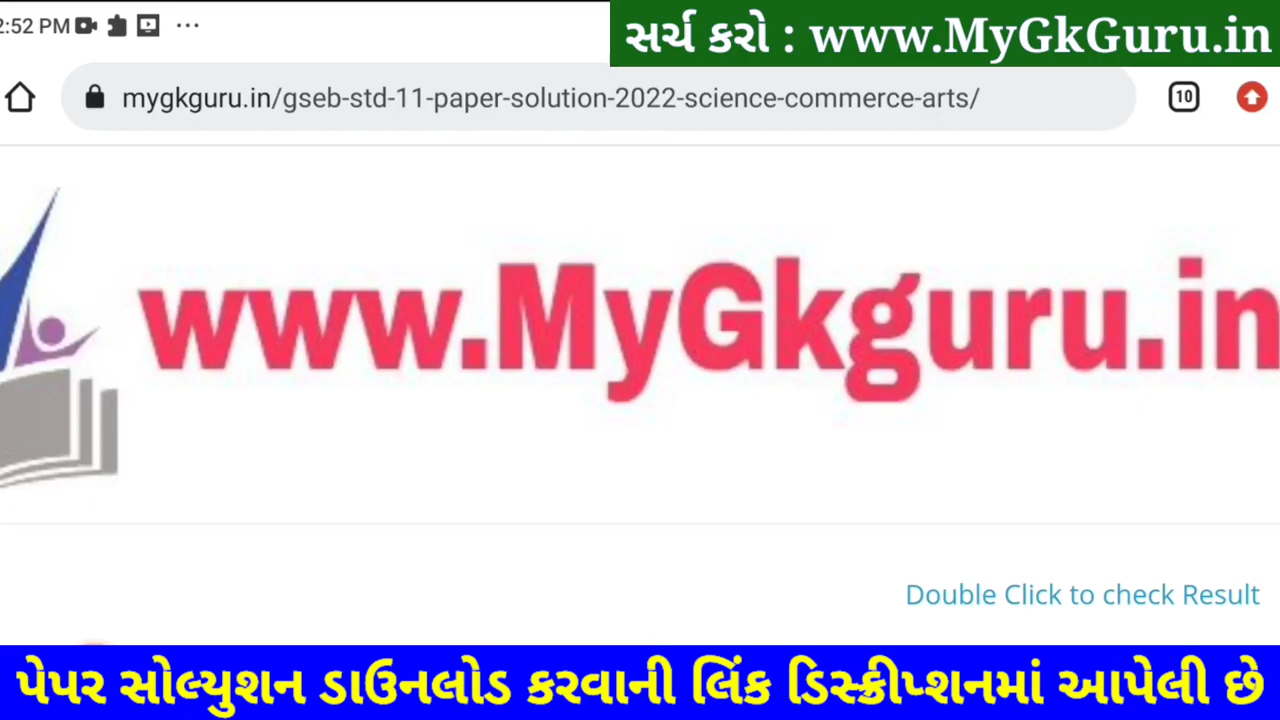 2:52 PM
સર્ચ કરો : www.MyGkGuru.in
mygkguru.in/gseb-std-11-paper-solution-2022-science-commerce-arts/
10
www.MyGkguru.in
Double Click to check Result
પેપર સોલ્યુશન ડાઉનલોડ કરવાની લિંક ડિસ્ક્રીપ્શનમાં આપેલી છે